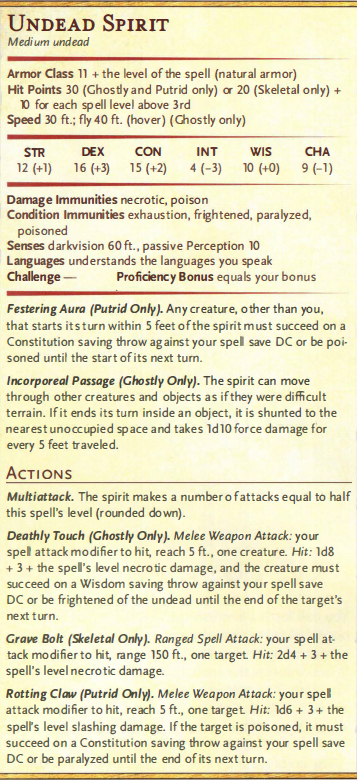 UNDEAD SPIRIT
Medium undead
Armor Class 11 + the level of the spell (natural armor)
Hit Points 30 (Ghostly and Putrid only) or 20 (Skeletal only) +
10 for each spell level above 3rd
Speed 30 ft.; fly 40 ft. (hover) (Ghostly only)
STR DEX CON INT WIS CHA
12 (+1) 16 (+3) 15 (+2) 4 (−3) 10 (+0) 9 (−1)
Damage Immunities necrotic, poison
Condition Immunities exhaustion, frightened, paralyzed,
poisoned
Senses darkvision 60 ft., passive Perception 10
Languages understands the languages you speak
Challenge — Proficiency Bonus equals your bonus
Festering Aura (Putrid Only). Any creature, other than you,
that starts its turn within 5 feet of the spirit must succeed on a
Constitution saving throw against your spell save DC or be poi-
soned until the start of its next turn.
Incorporeal Passage (Ghostly Only). The spirit can move
through other creatures and objects as if they were difficult
terrain. If it ends its turn inside an object, it is shunted to the
nearest unoccupied space and takes 1d10 force damage for
every 5 feet traveled.
ACTIONS
Multiattack. The spirit makes a number of attacks equal to half
this spell's level (rounded down).
Deathly Touch (Ghostly Only). Melee Weapon Attack: your
spell attack modifier to hit, reach 5 ft., one creature. Hit: 1d8
+ 3 + the spell's level necrotic damage, and the creature must
succeed on a Wisdom saving throw against your spell save
DC or be frightened of the undead until the end of the target's
next turn.
Grave Bolt (Skeletal Only). Ranged Spell Attack: your spell at-
tack modifier to hit, range 150 ft., one target. Hit: 2d4 + 3 + the
spell's level necrotic damage.
Rotting Claw (Putrid Only). Melee Weapon Attack: your spell
attack modifier to hit, reach 5 ft., one target. Hit: 1d6 + 3 + the
spell's level slashing damage. If the target is poisoned, it must
succeed on a Constitution saving throw against your spell save
DC or be paralyzed until the end of its next turn.